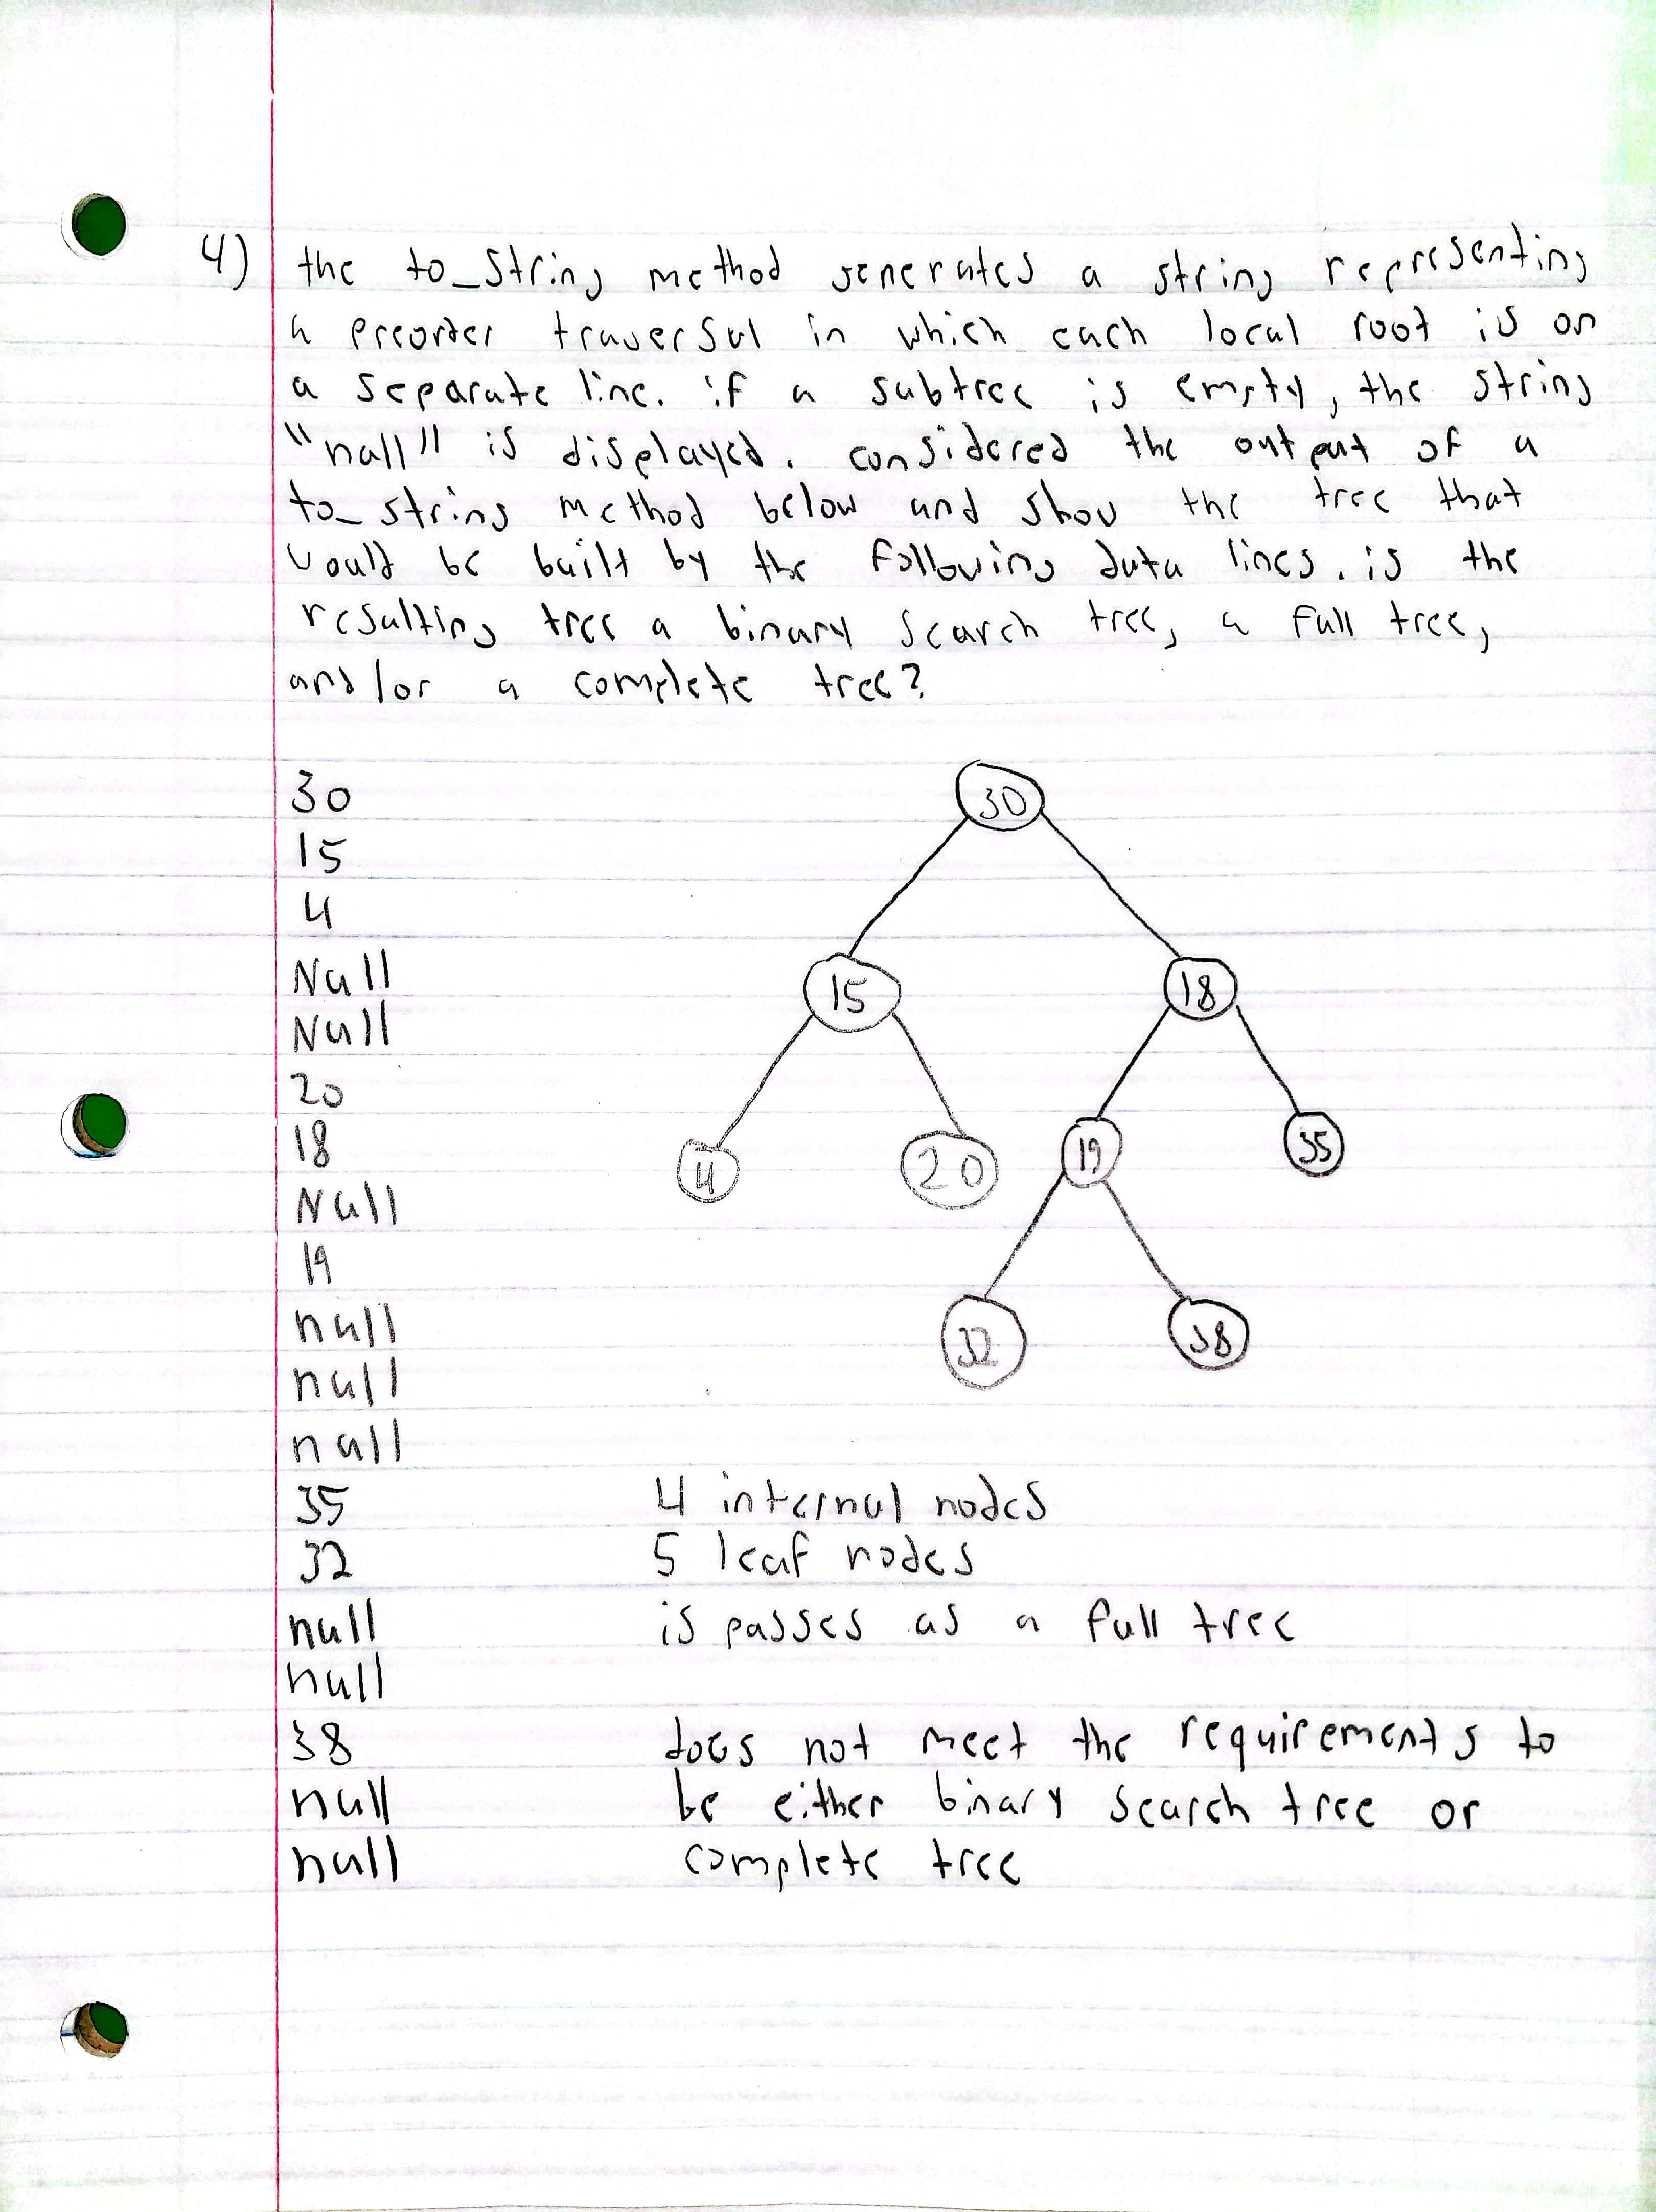 4) the to_string method generates a string representing
a preorder traversal in which each local root is on
a separate line. if a subtree is empty, the string
"null" is displayed. considered the output of a
to_string method below and show the tree that
would be built by the following data lines. is the
resulting tree a binary search tree, a full tree,
and/or a complete tree?
30
15
4
Null
Null
20
18
Null
19
null
null
null
35
32
null
null
38
null
null
30
15 18
4 20 19 35
32 38
4 internal nodes
5 leaf nodes
is passes as a full tree
does not meet the requirements to
be either binary search tree or
complete tree